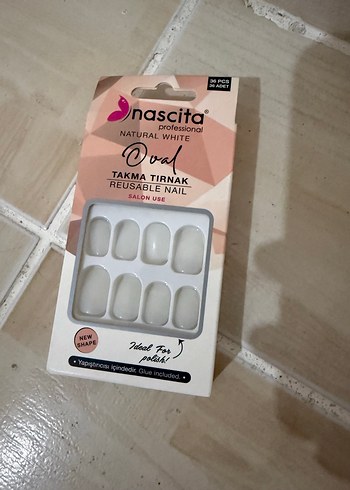 36 PCS
36 ADET
nascita
professional
NATURAL WHITE
Oval
TAKMA TIRNAK
REUSABLE NAIL
SALON USE
NEW
SHAPE
Ideal For
polish!
• Yapıştırıcısı içindedir. Glue included. •